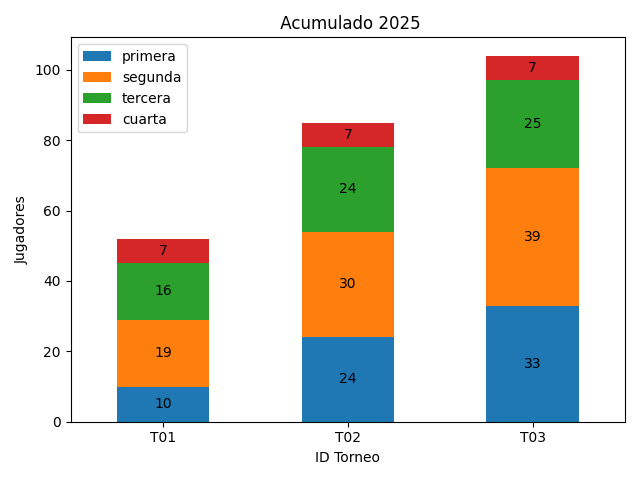 Acumulado 2025
primera
segunda
tercera
cuarta
Jugadores
100
80
60
40
20
0
7
16
19
10
7
24
30
24
7
25
39
33
T01 T02 T03
ID Torneo